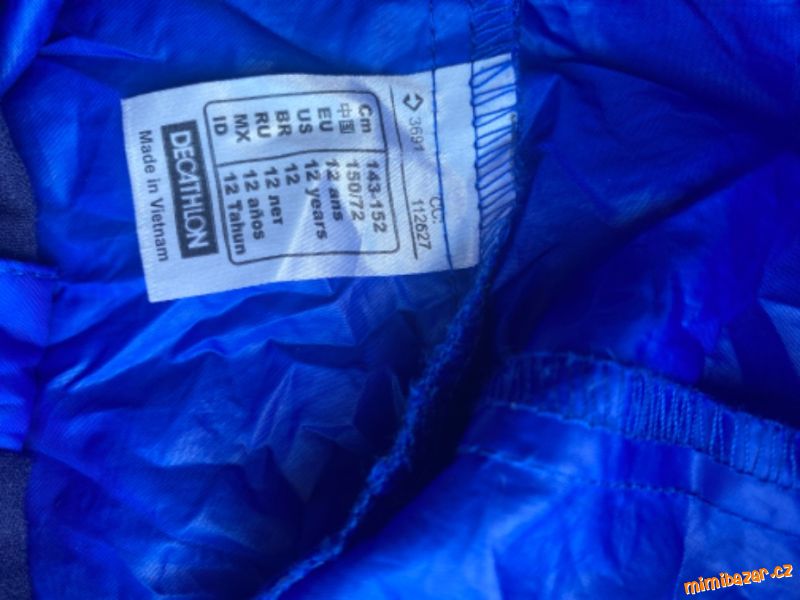 3691
CC:
112627
Cm 143-152
中国 150/72
EU 12 ans
US 12 years
BR 12
RU 12 лет
MX 12 años
ID 12 Tahun
DECATHLON
Made in Vietnam
mimibazar.cz